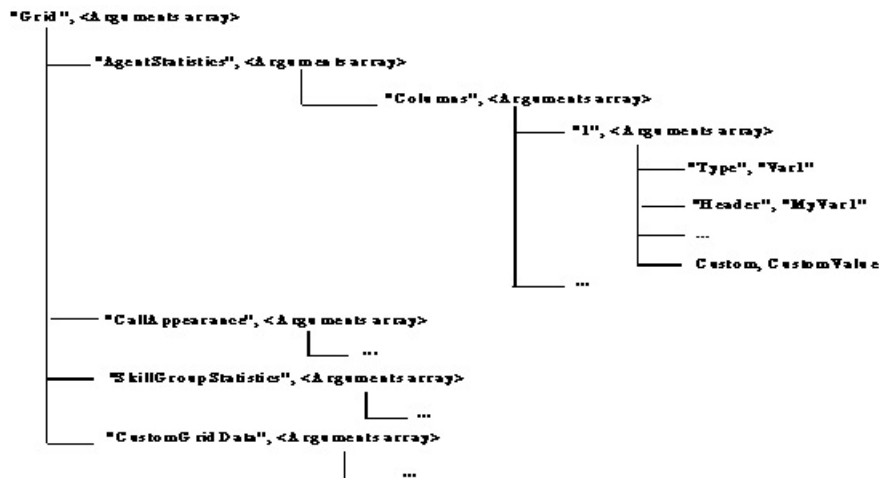 "Grid", <Arguments array>
"AgentStatistics", <Arguments array>
"Columns", <Arguments array>
"1", <Arguments array>
"Type", "Var1"
"Header", "MyVar1"
...
Custom, CustomValue
...
"CallAppearance", <Arguments array>
...
"SkillGroupStatistics", <Arguments array>
...
"CustomGridData", <Arguments array>
...